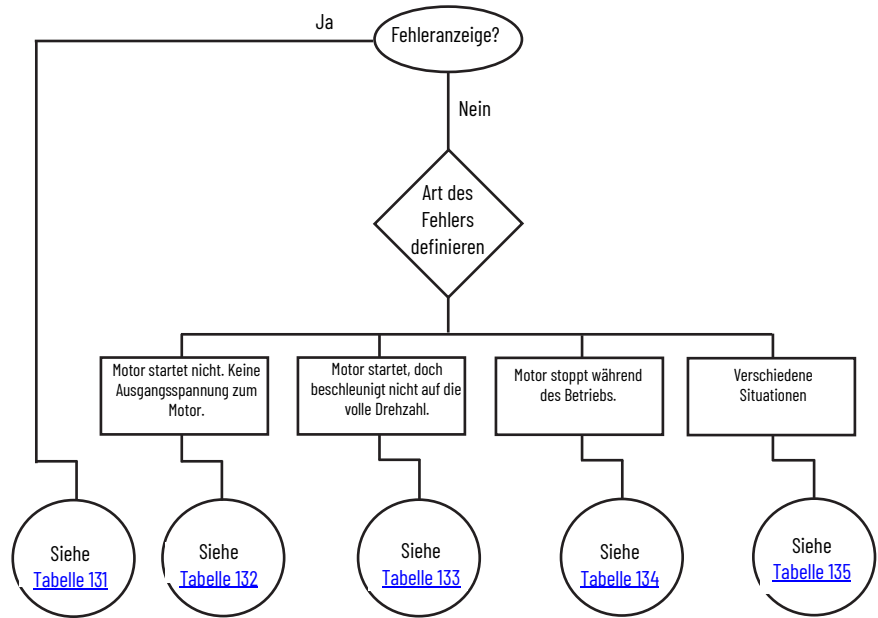 Ja
Fehleranzeige?
Nein
Art des
Fehlers
definieren
Motor startet nicht. Keine
Ausgangsspannung zum
Motor.
Motor startet, doch
beschleunigt nicht auf die
volle Drehzahl.
Motor stoppt während
des Betriebs.
Verschiedene
Situationen
Siehe
Tabelle 131
Siehe
Tabelle 132
Siehe
Tabelle 133
Siehe
Tabelle 134
Siehe
Tabelle 135